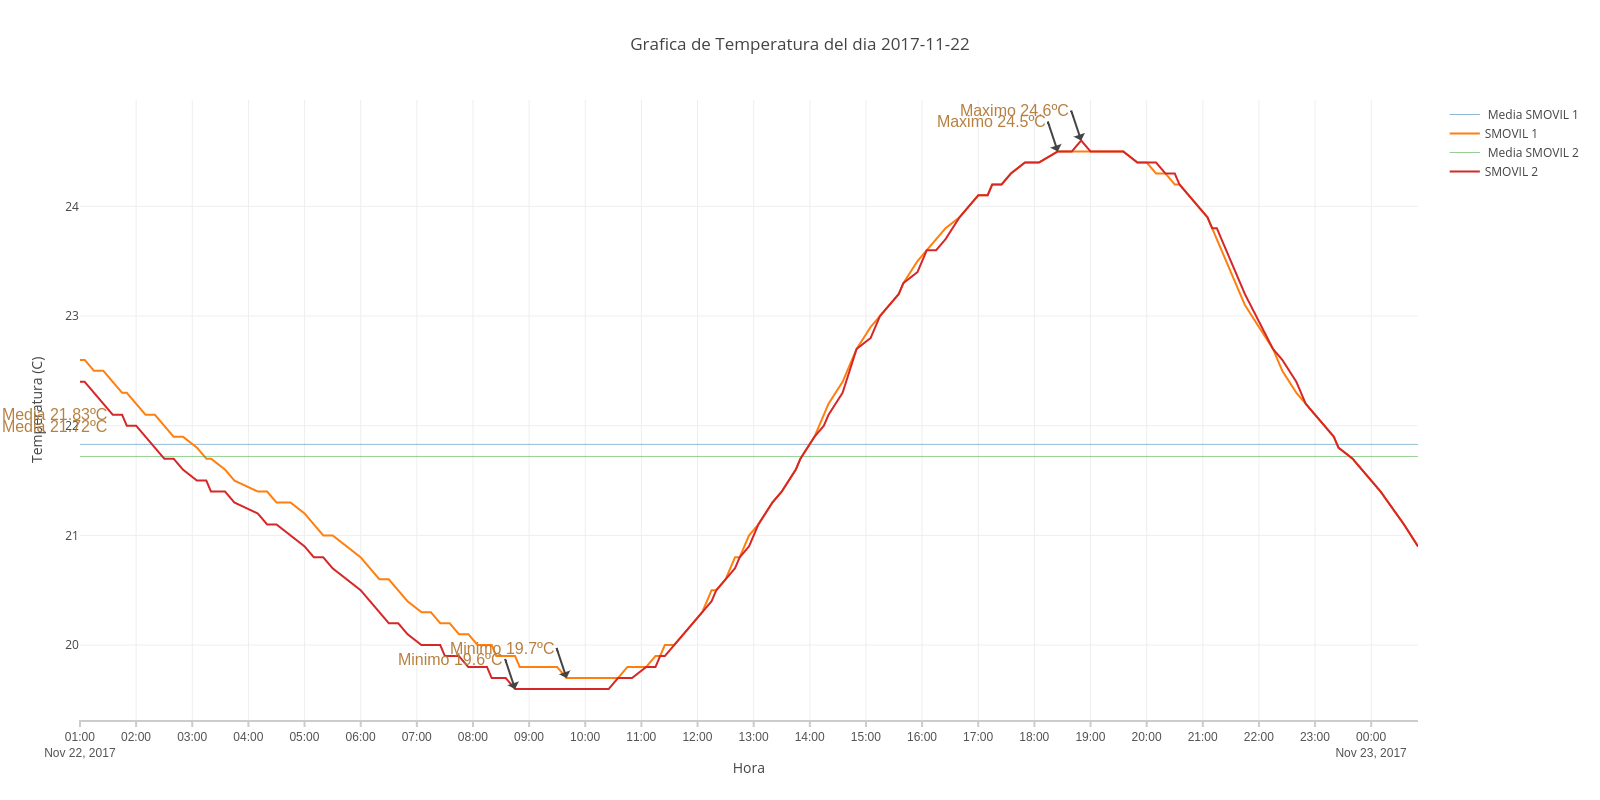 Grafica de Temperatura del dia 2017-11-22
Maximo 24.6ºC
Maximo 24.5ºC
Media SMOVIL 1
SMOVIL 1
Media SMOVIL 2
SMOVIL 2
24
23
22
21
20
Temperatura (C)
Media 21.83ºC
Media 21.72ºC
Minimo 19.7ºC
Minimo 19.6ºC
01:00 02:00 03:00 04:00 05:00 06:00 07:00 08:00 09:00 10:00 11:00 12:00 13:00 14:00 15:00 16:00 17:00 18:00 19:00 20:00 21:00 22:00 23:00 00:00
Nov 22, 2017 Nov 23, 2017
Hora